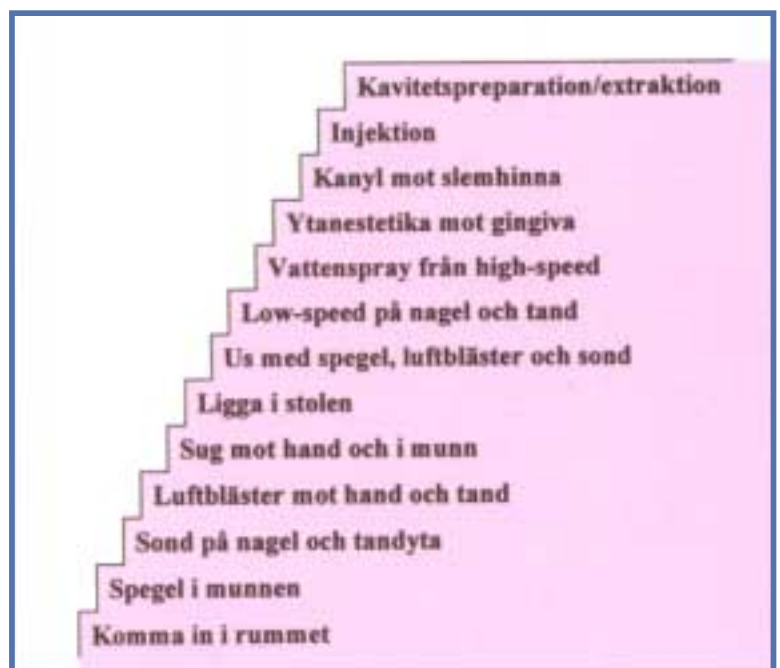 Kavitetspreparation/extraktion
Injektion
Kanyl mot slemhinna
Ytanestetika mot gingiva
Vattenspray från high-speed
Low-speed på nagel och tand
Us med spegel, luftbläster och sond
Ligga i stolen
Sug mot hand och i munn
Luftbläster mot hand och tand
Sond på nagel och tandyta
Spegel i munnen
Komma in i rummet